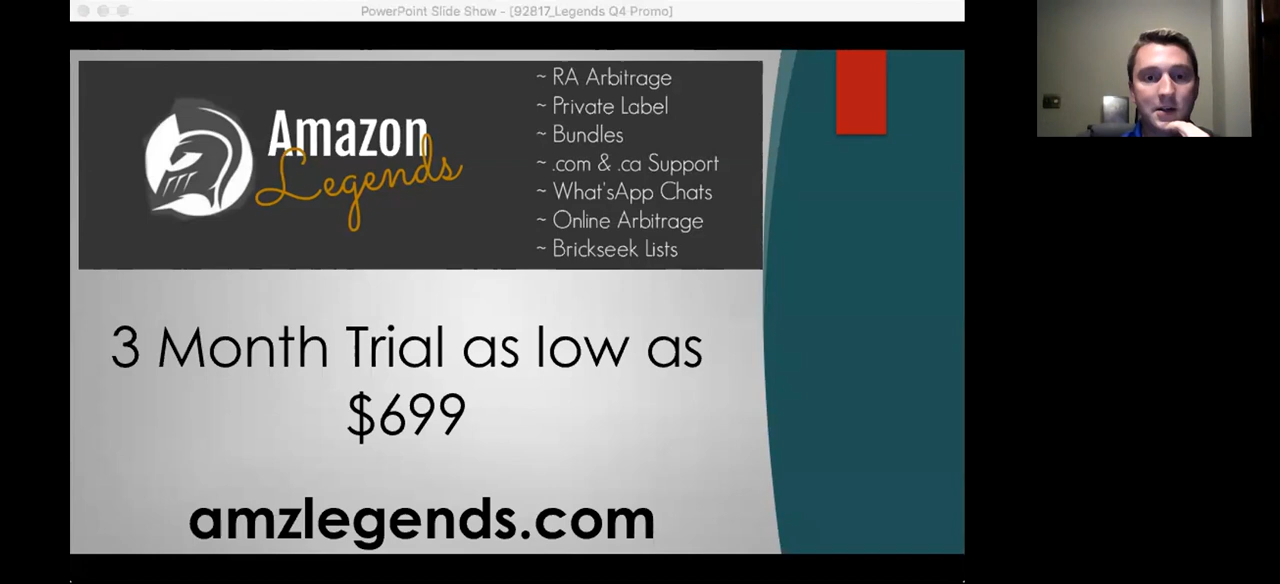 PowerPoint Slide Show - [92817_Legends Q4 Promo]
Amazon
Legends
~ RA Arbitrage
~ Private Label
~ Bundles
~ .com & .ca Support
~ What'sApp Chats
~ Online Arbitrage
~ Brickseek Lists
3 Month Trial as low as
$699
amzlegends.com